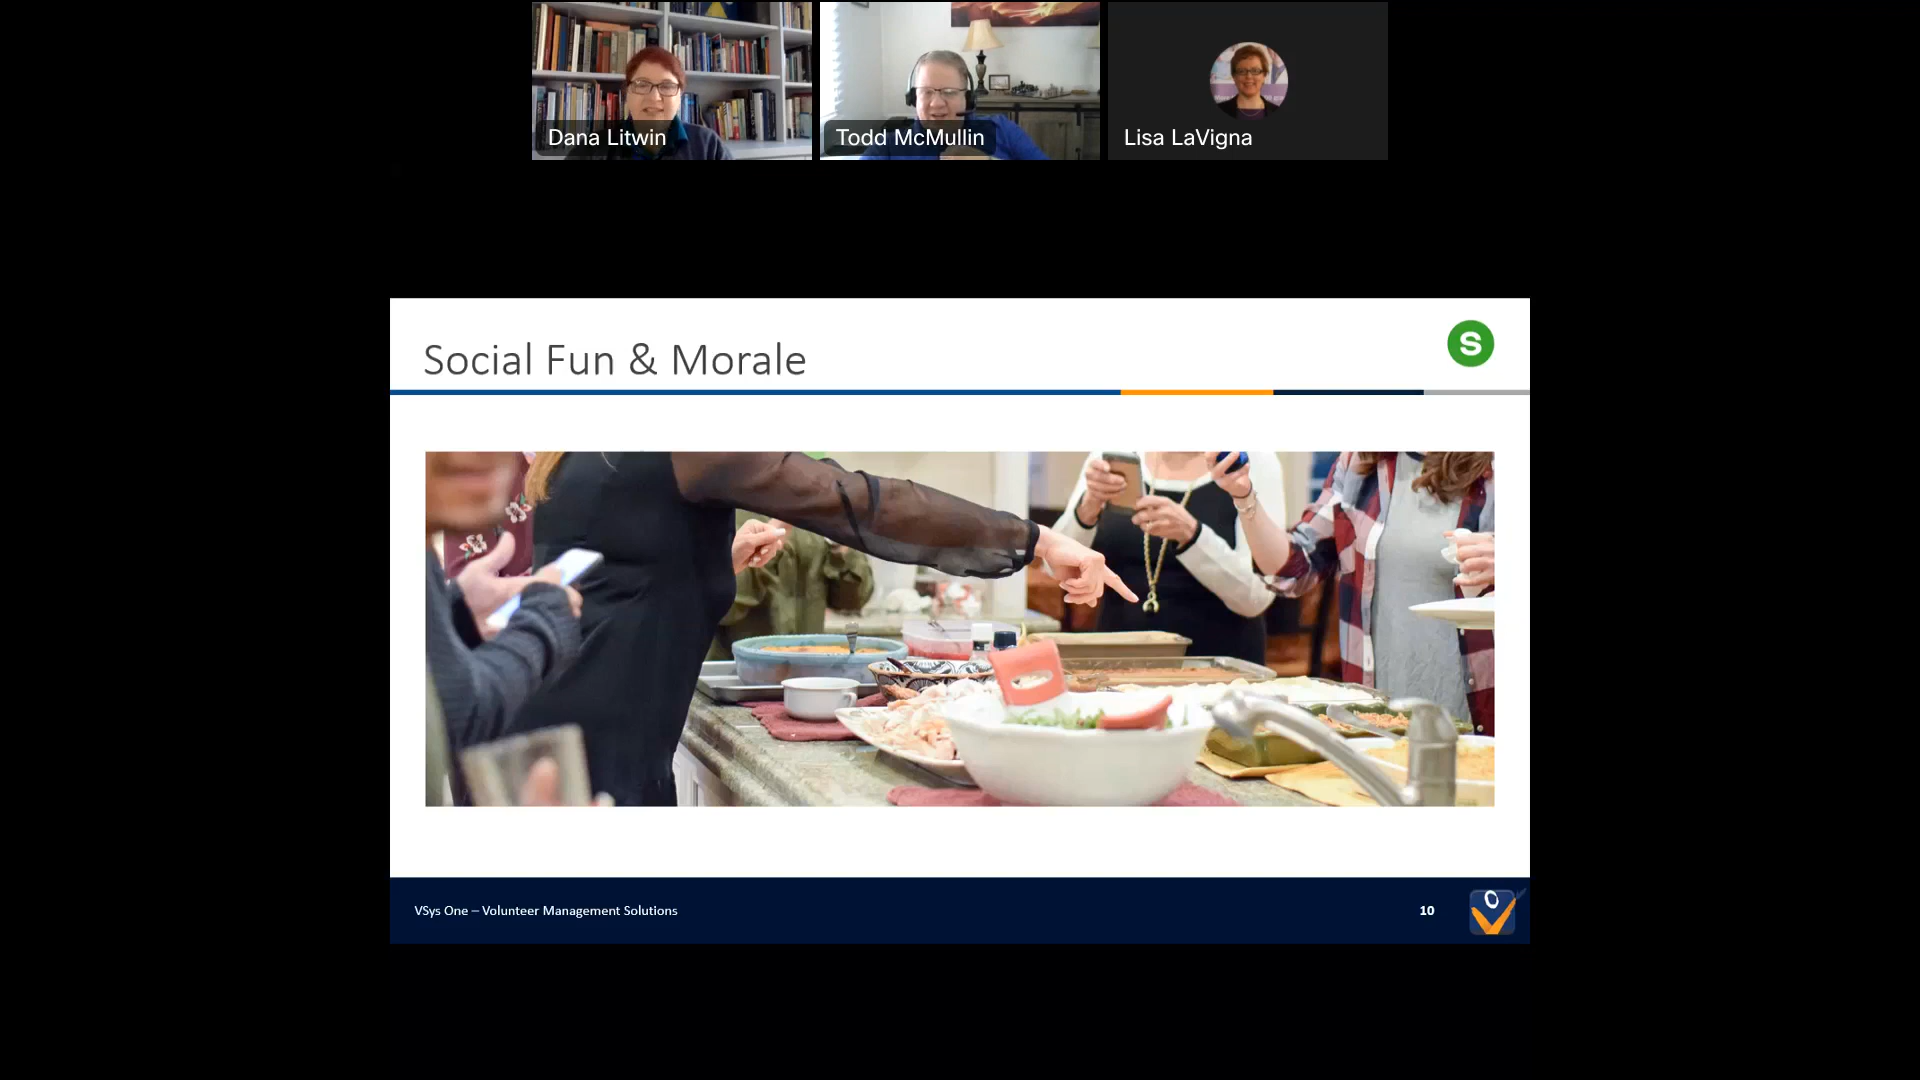 Dana Litwin
Todd McMullin
Lisa LaVigna
Social Fun & Morale
S
VSys One – Volunteer Management Solutions
10